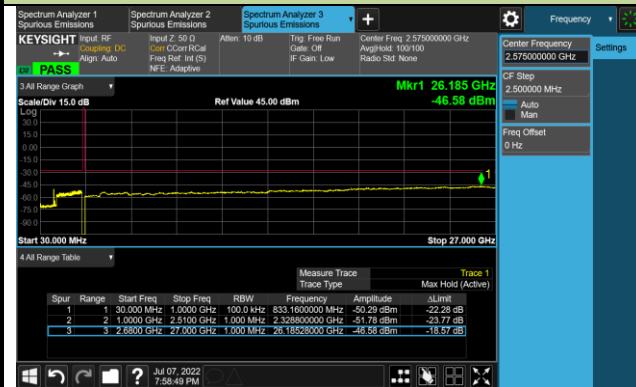 Spectrum Analyzer 1
Spurious Emissions
Spectrum Analyzer 2
Spurious Emissions
Spectrum Analyzer 3
Spurious Emissions
Frequency
KEYSIGHT
PASS
Input: RF
Coupling: DC
Align: Auto
Input Z: 50 Ω
Corr CCorr RCal
Freq Ref: Int (S)
NFE: Adaptive
Atten: 10 dB
Trig: Free Run
Gate: Off
IF Gain: Low
Center Freq: 2.575000000 GHz
Avg|Hold: 100/100
Radio Std: None
Center Frequency
2.575000000 GHz
Settings
CF Step
2.500000 MHz
Auto
Man
Freq Offset
0 Hz
3 All Range Graph
Mkr1 26.185 GHz
Scale/Div 15.0 dB
Ref Value 45.00 dBm
-46.58 dBm
Log
30.0
15.0
0.00
-15.0
-30.0
-45.0
-60.0
-75.0
-90.0
1
Start 30.000 MHz
Stop 27.000 GHz
4 All Range Table
Measure Trace Trace 1
Trace Type Max Hold (Active)
Spur Range Start Freq Stop Freq RBW Frequency Amplitude ΔLimit
1 1 30.000 MHz 1.0000 GHz 100.0 kHz 833.1600000 MHz -50.29 dBm -22.28 dB
2 2 1.0000 GHz 2.5100 GHz 1.000 MHz 2.328800000 GHz -51.78 dBm -23.77 dB
3 3 2.6800 GHz 27.000 GHz 1.000 MHz 26.18528000 GHz -46.58 dBm -18.57 dB
Jul 07, 2022
7:58:49 PM